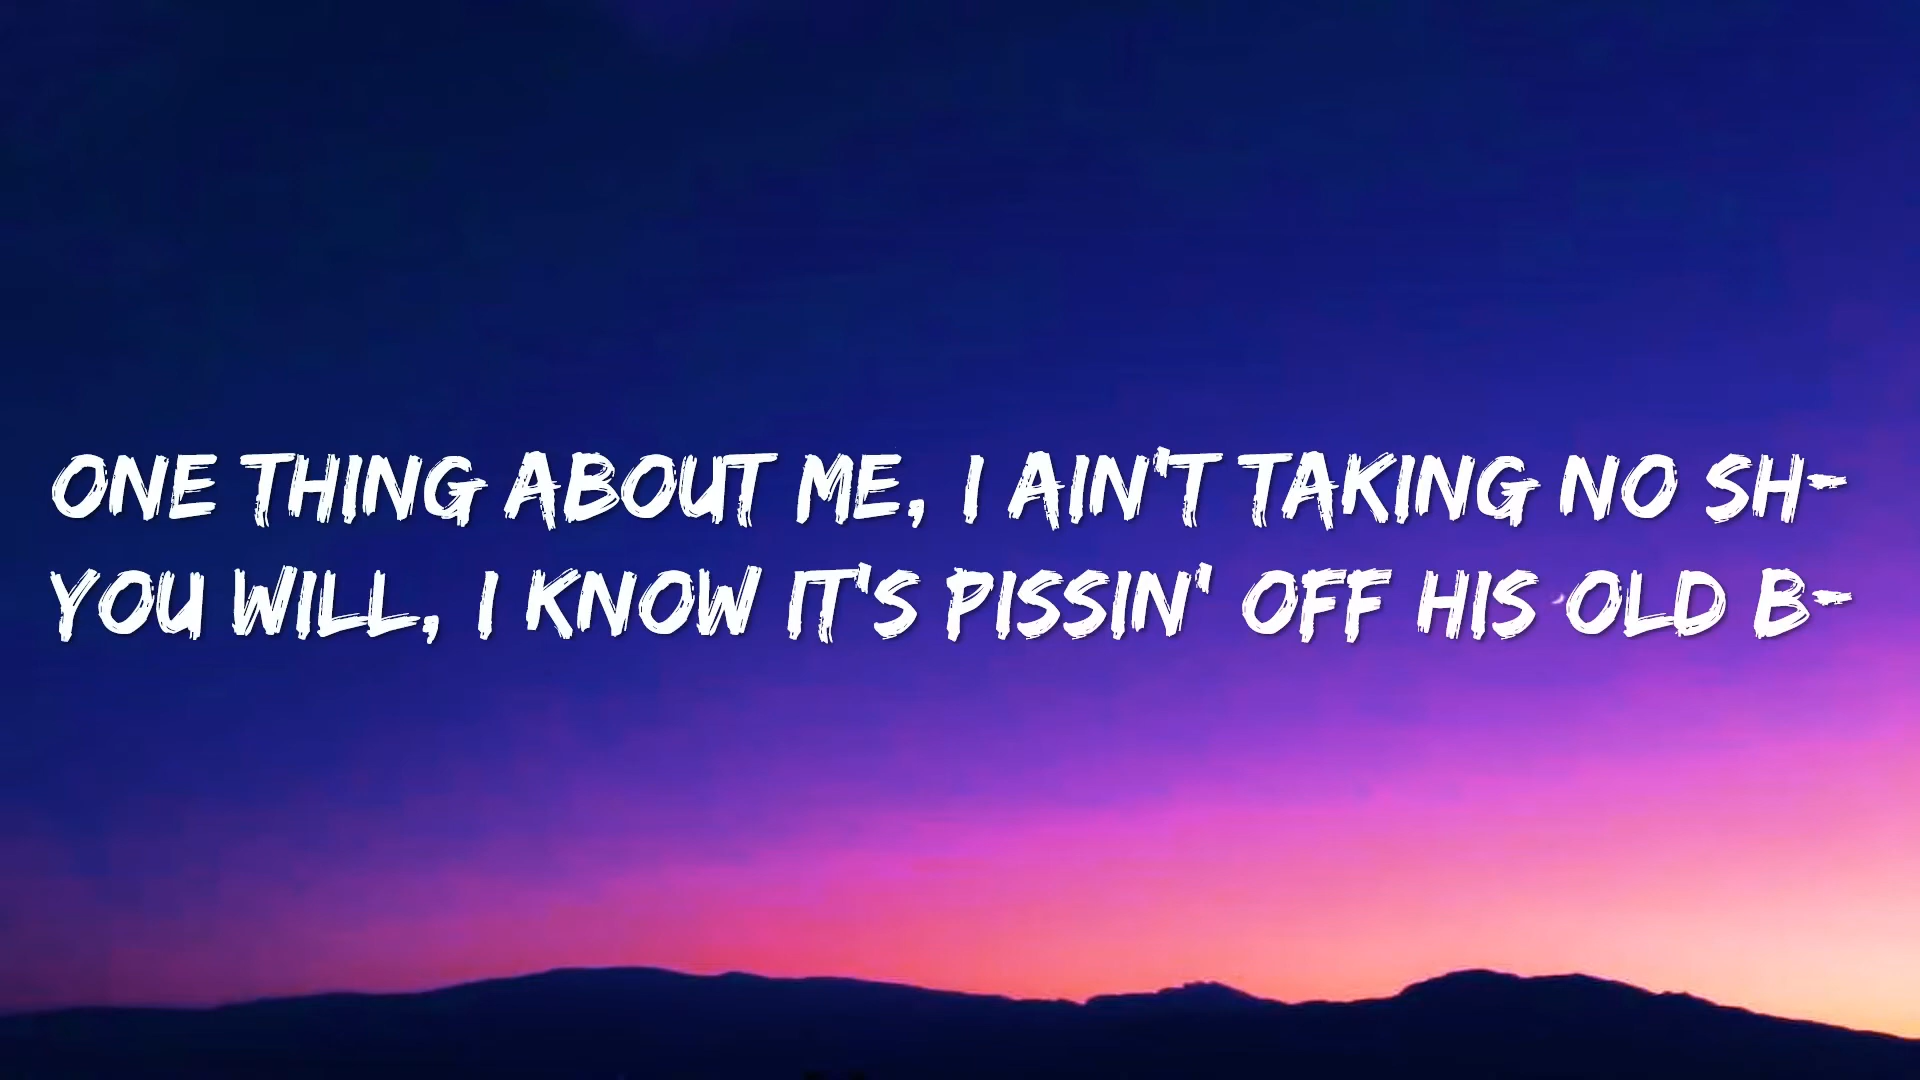 ONE THING ABOUT ME, I AIN'T TAKING NO SH-
YOU WILL, I KNOW IT'S PISSIN' OFF HIS OLD B-